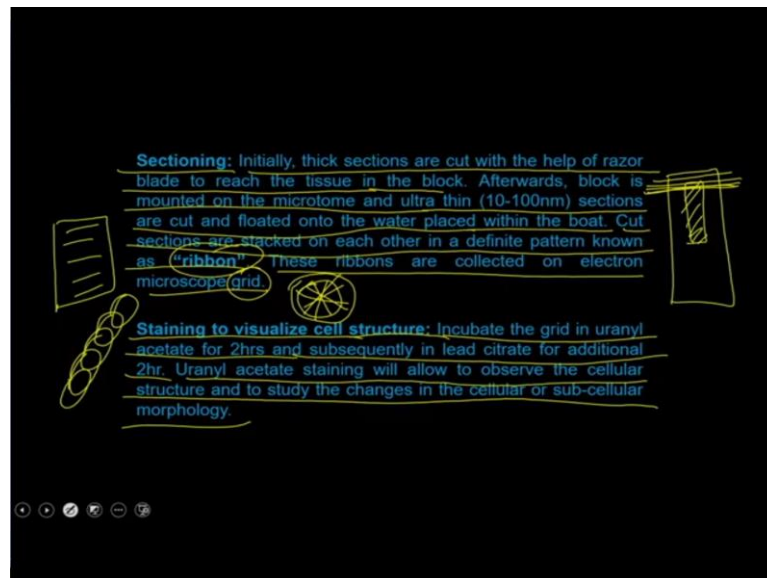 Sectioning: Initially, thick sections are cut with the help of razor
blade to reach the tissue in the block. Afterwards, block is
mounted on the microtome and ultra thin (10-100nm) sections
are cut and floated onto the water placed within the boat. Cut
sections are stacked on each other in a definite pattern known
as “ribbon”. These ribbons are collected on electron
microscope grid.
Staining to visualize cell structure: Incubate the grid in uranyl
acetate for 2hrs and subsequently in lead citrate for additional
2hr. Uranyl acetate staining will allow to observe the cellular
structure and to study the changes in the cellular or sub-cellular
morphology.